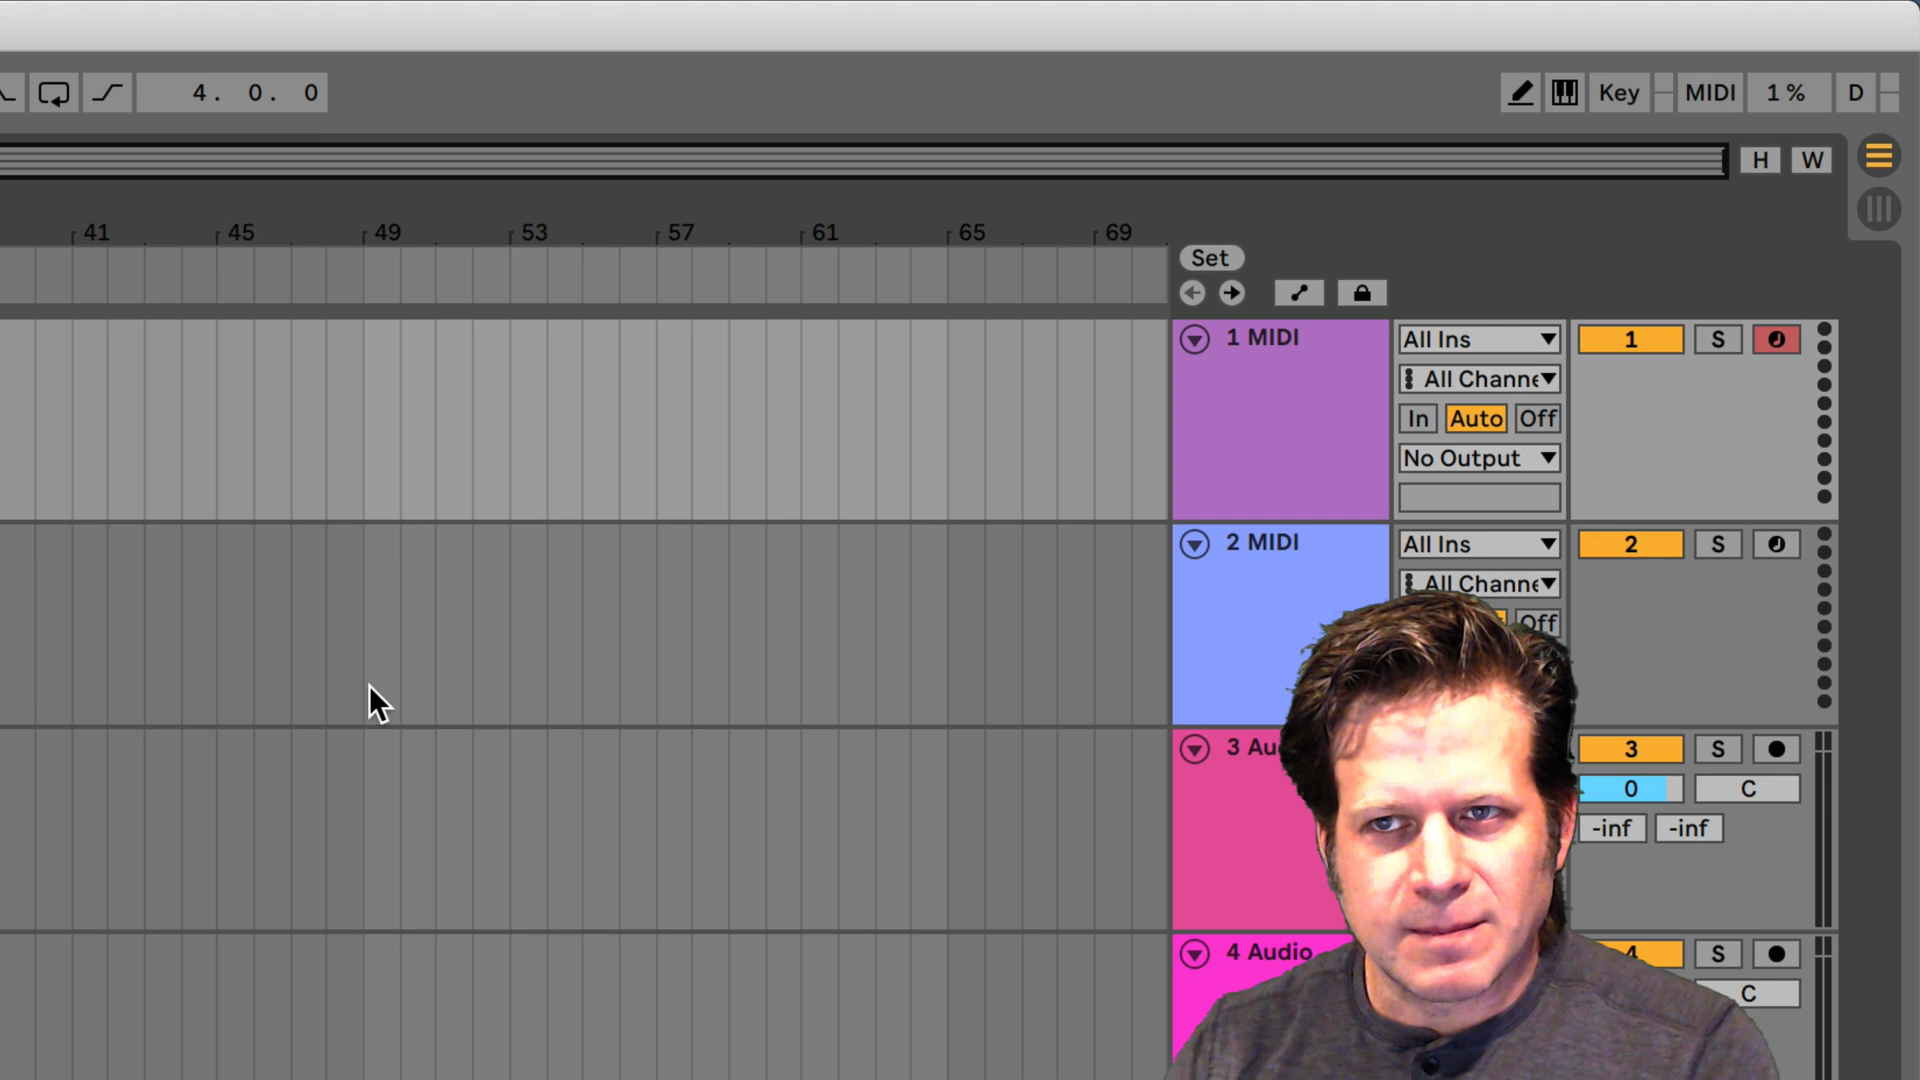 4. 0. 0 Key MIDI 1 % D
H W
41 45 49 53 57 61 65 69
Set
1 MIDI All Ins 1 S
All Channe
In Auto Off
No Output
2 MIDI All Ins 2 S
All Channe
Off
3 Au 3 S
0 C
-inf -inf
4 Audio 4 S
C